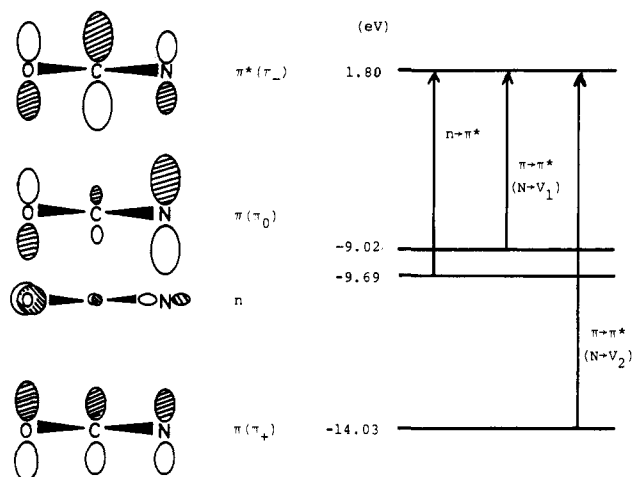 (eV)
O C N π*(π_) 1.80
n→π*
π→π*
(N→V₁)
O C N π(π₀)
-9.02
-9.69
O C N n
π→π*
(N→V₂)
O C N π(π₊) -14.03